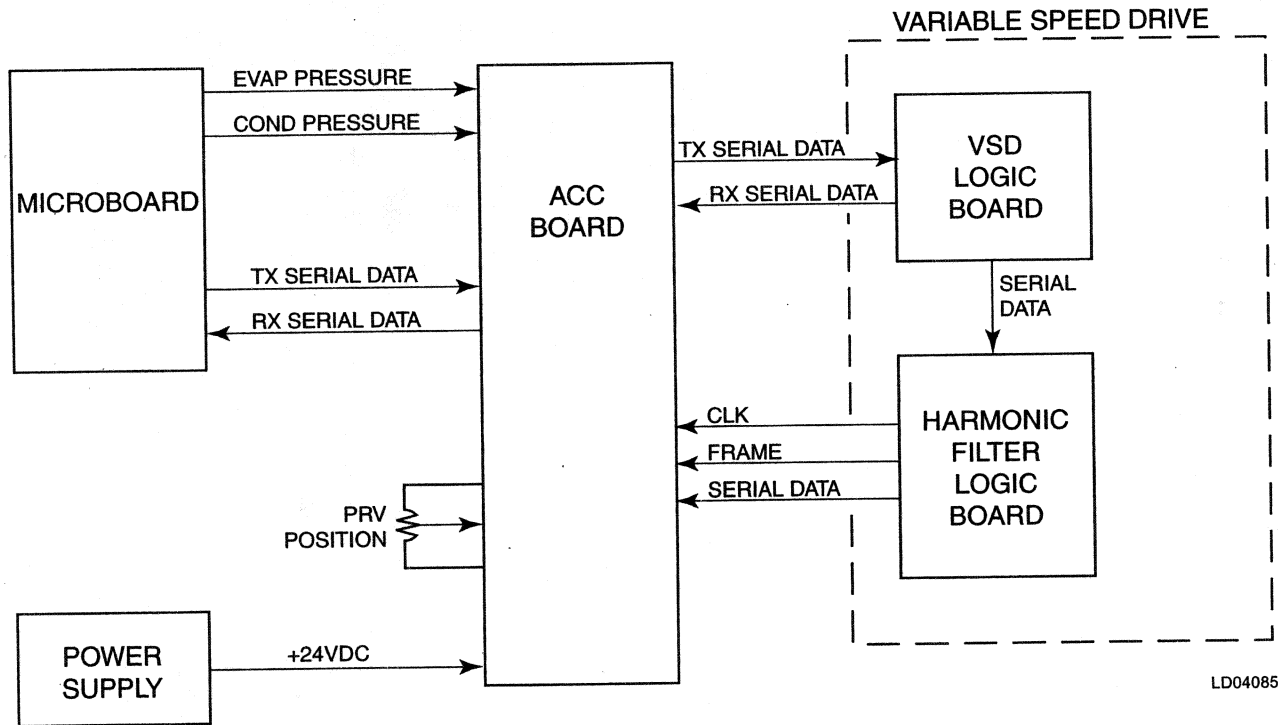 VARIABLE SPEED DRIVE
EVAP PRESSURE
COND PRESSURE
MICROBOARD
TX SERIAL DATA
RX SERIAL DATA
ACC
BOARD
TX SERIAL DATA
RX SERIAL DATA
VSD
LOGIC
BOARD
SERIAL
DATA
CLK
FRAME
SERIAL DATA
HARMONIC
FILTER
LOGIC
BOARD
PRV
POSITION
POWER
SUPPLY
+24VDC
LD04085